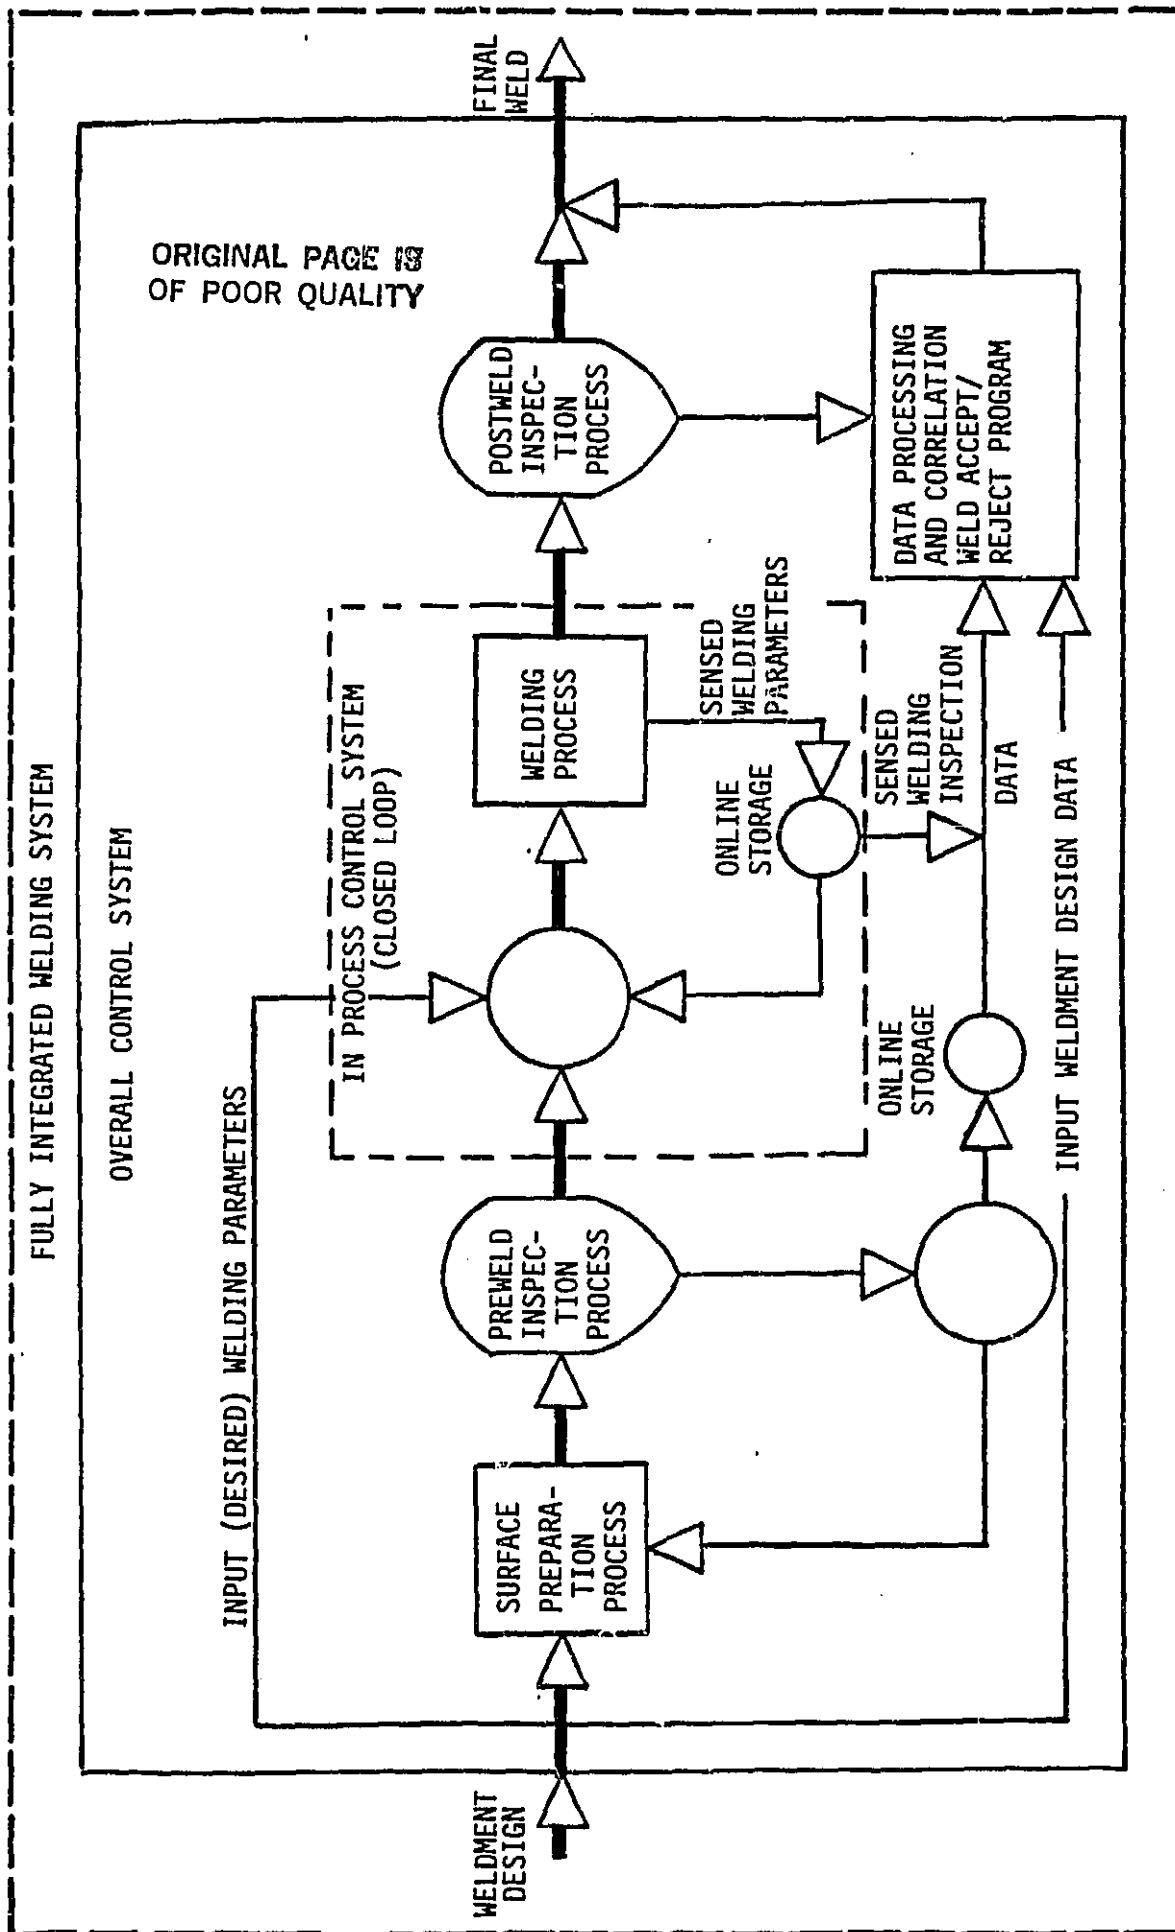 FULLY INTEGRATED WELDING SYSTEM
OVERALL CONTROL SYSTEM
INPUT (DESIRED) WELDING PARAMETERS
IN PROCESS CONTROL SYSTEM
(CLOSED LOOP)
ORIGINAL PAGE IS
OF POOR QUALITY
WELDMENT
DESIGN
SURFACE
PREPARA-
TION
PROCESS
PREWELD
INSPEC-
TION
PROCESS
WELDING
PROCESS
POSTWELD
INSPEC-
TION
PROCESS
FINAL
WELD
SENSED
WELDING
PARAMETERS
ONLINE
STORAGE
SENSED
WELDING
INSPECTION
DATA
ONLINE
STORAGE
DATA PROCESSING
AND CORRELATION
WELD ACCEPT/
REJECT PROGRAM
INPUT WELDMENT DESIGN DATA